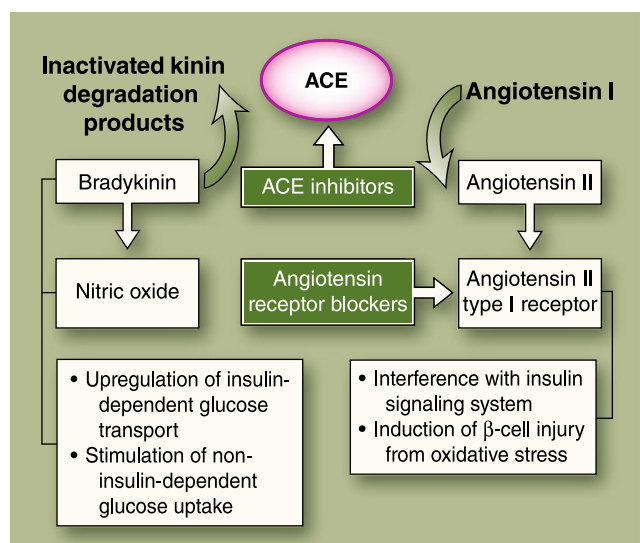 Inactivated kinin
degradation
products
ACE
Angiotensin I
Bradykinin
ACE inhibitors
Angiotensin II
Nitric oxide
Angiotensin
receptor blockers
Angiotensin II
type I receptor
• Upregulation of insulin-
dependent glucose
transport
• Stimulation of non-
insulin-dependent
glucose uptake
• Interference with insulin
signaling system
• Induction of β-cell injury
from oxidative stress